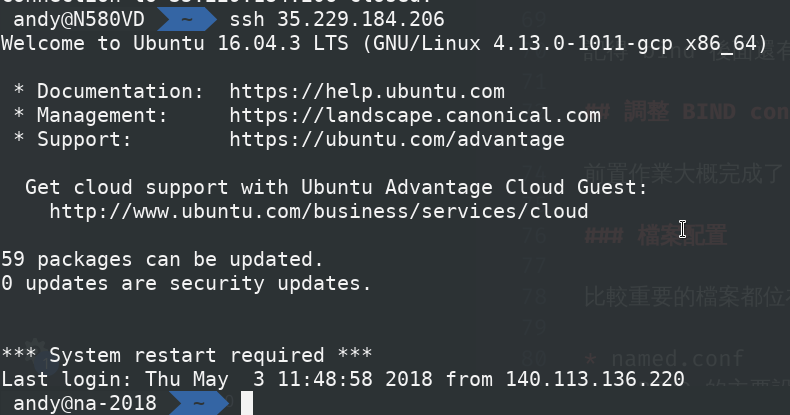 andy@N580VD ~ ssh 35.229.184.206
Welcome to Ubuntu 16.04.3 LTS (GNU/Linux 4.13.0-1011-gcp x86_64)
* Documentation: https://help.ubuntu.com
* Management: https://landscape.canonical.com
* Support: https://ubuntu.com/advantage
Get cloud support with Ubuntu Advantage Cloud Guest:
http://www.ubuntu.com/business/services/cloud
59 packages can be updated.
0 updates are security updates.
*** System restart required ***
Last login: Thu May 3 11:48:58 2018 from 140.113.136.220
andy@na-2018 ~
69
71
## 調整 BIND con
前置作業大概完成了
76
### 檔案配置
77
78
比較重要的檔案都位
79
80
* named.conf